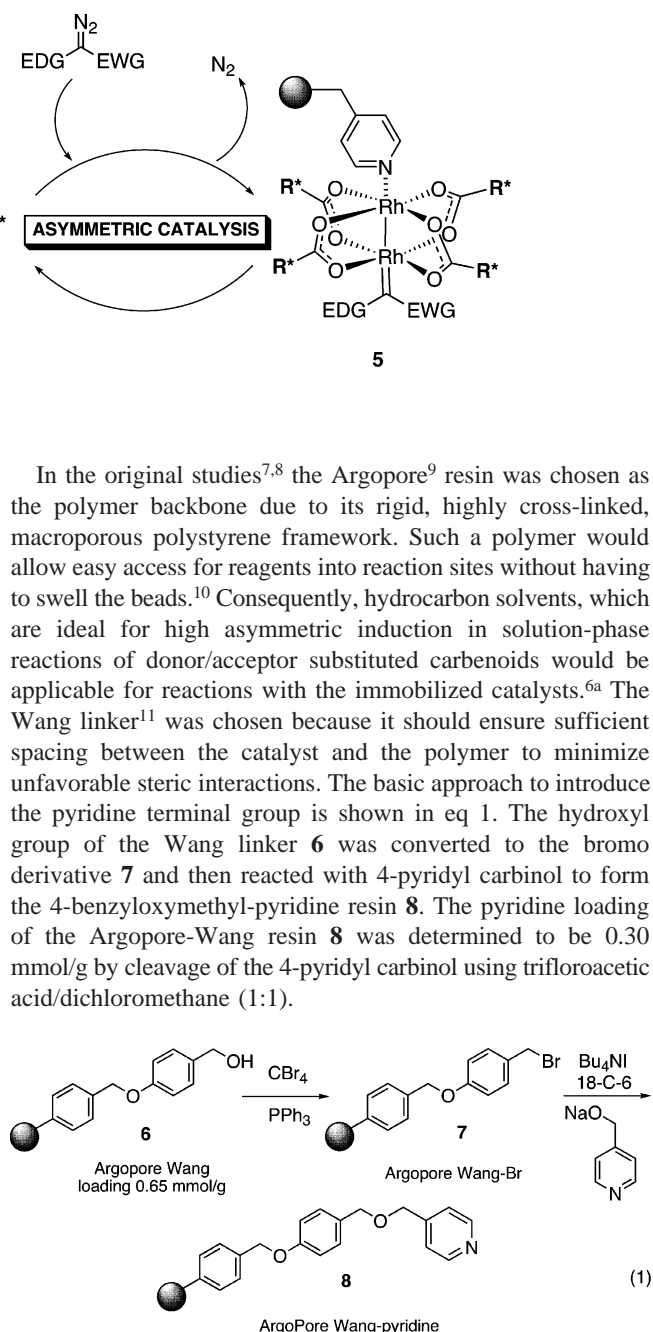 N2
EDG EWG
N2
N
R* O O R*
O Rh O
* ASYMMETRIC CATALYSIS
O O
R* O Rh O R*
EDG EWG
5
In the original studies7,8 the Argopore9 resin was chosen as
the polymer backbone due to its rigid, highly cross-linked,
macroporous polystyrene framework. Such a polymer would
allow easy access for reagents into reaction sites without having
to swell the beads.10 Consequently, hydrocarbon solvents, which
are ideal for high asymmetric induction in solution-phase
reactions of donor/acceptor substituted carbenoids would be
applicable for reactions with the immobilized catalysts.6a The
Wang linker11 was chosen because it should ensure sufficient
spacing between the catalyst and the polymer to minimize
unfavorable steric interactions. The basic approach to introduce
the pyridine terminal group is shown in eq 1. The hydroxyl
group of the Wang linker 6 was converted to the bromo
derivative 7 and then reacted with 4-pyridyl carbinol to form
the 4-benzyloxymethyl-pyridine resin 8. The pyridine loading
of the Argopore-Wang resin 8 was determined to be 0.30
mmol/g by cleavage of the 4-pyridyl carbinol using trifloroacetic
acid/dichloromethane (1:1).
OH
O
6
Argopore Wang
loading 0.65 mmol/g
CBr4
PPh3
Br
O
7
Argopore Wang-Br
Bu4NI
18-C-6
NaO
N
O
O
N
8
(1)
ArgoPore Wang-pyridine